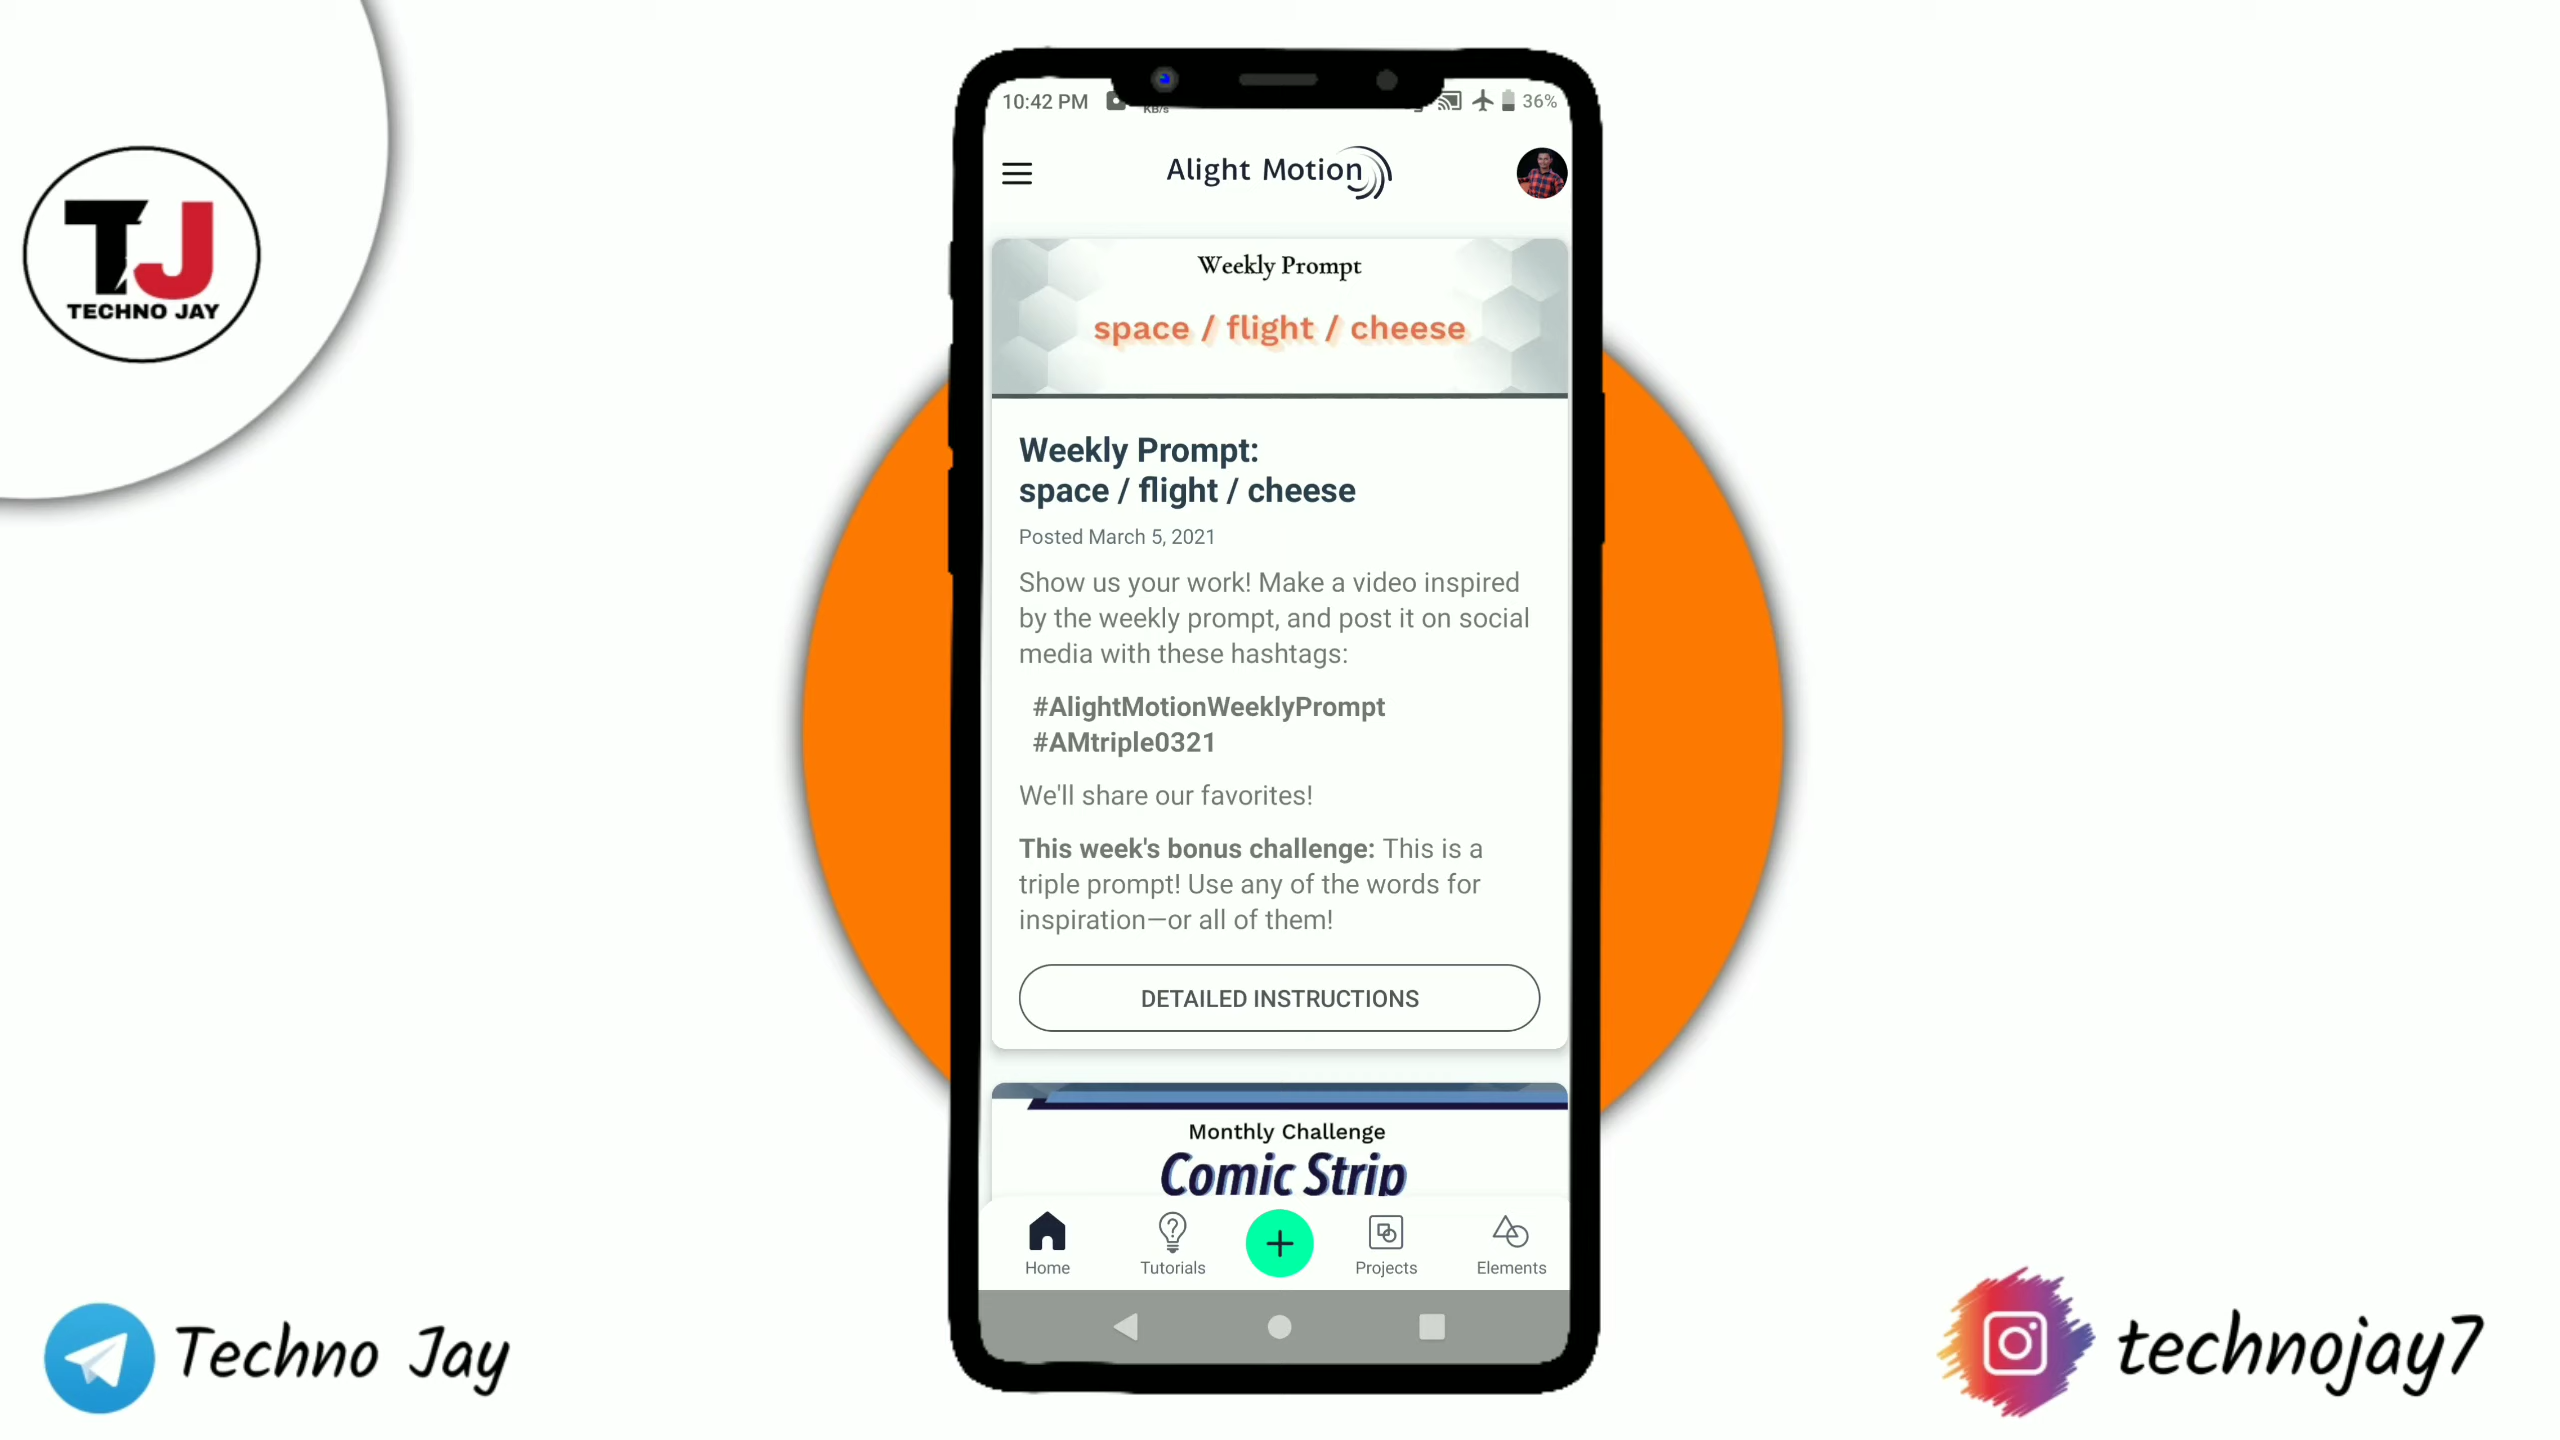 10:42 PM
KB/s
36%
Alight Motion
Weekly Prompt
space / flight / cheese
Weekly Prompt:
space / flight / cheese
Posted March 5, 2021
Show us your work! Make a video inspired
by the weekly prompt, and post it on social
media with these hashtags:
#AlightMotionWeeklyPrompt
#AMtriple0321
We'll share our favorites!
This week's bonus challenge: This is a
triple prompt! Use any of the words for
inspiration—or all of them!
DETAILED INSTRUCTIONS
Monthly Challenge
Comic Strip
Home
Tutorials
Projects
Elements
TJ
TECHNO JAY
Techno Jay
technojay7